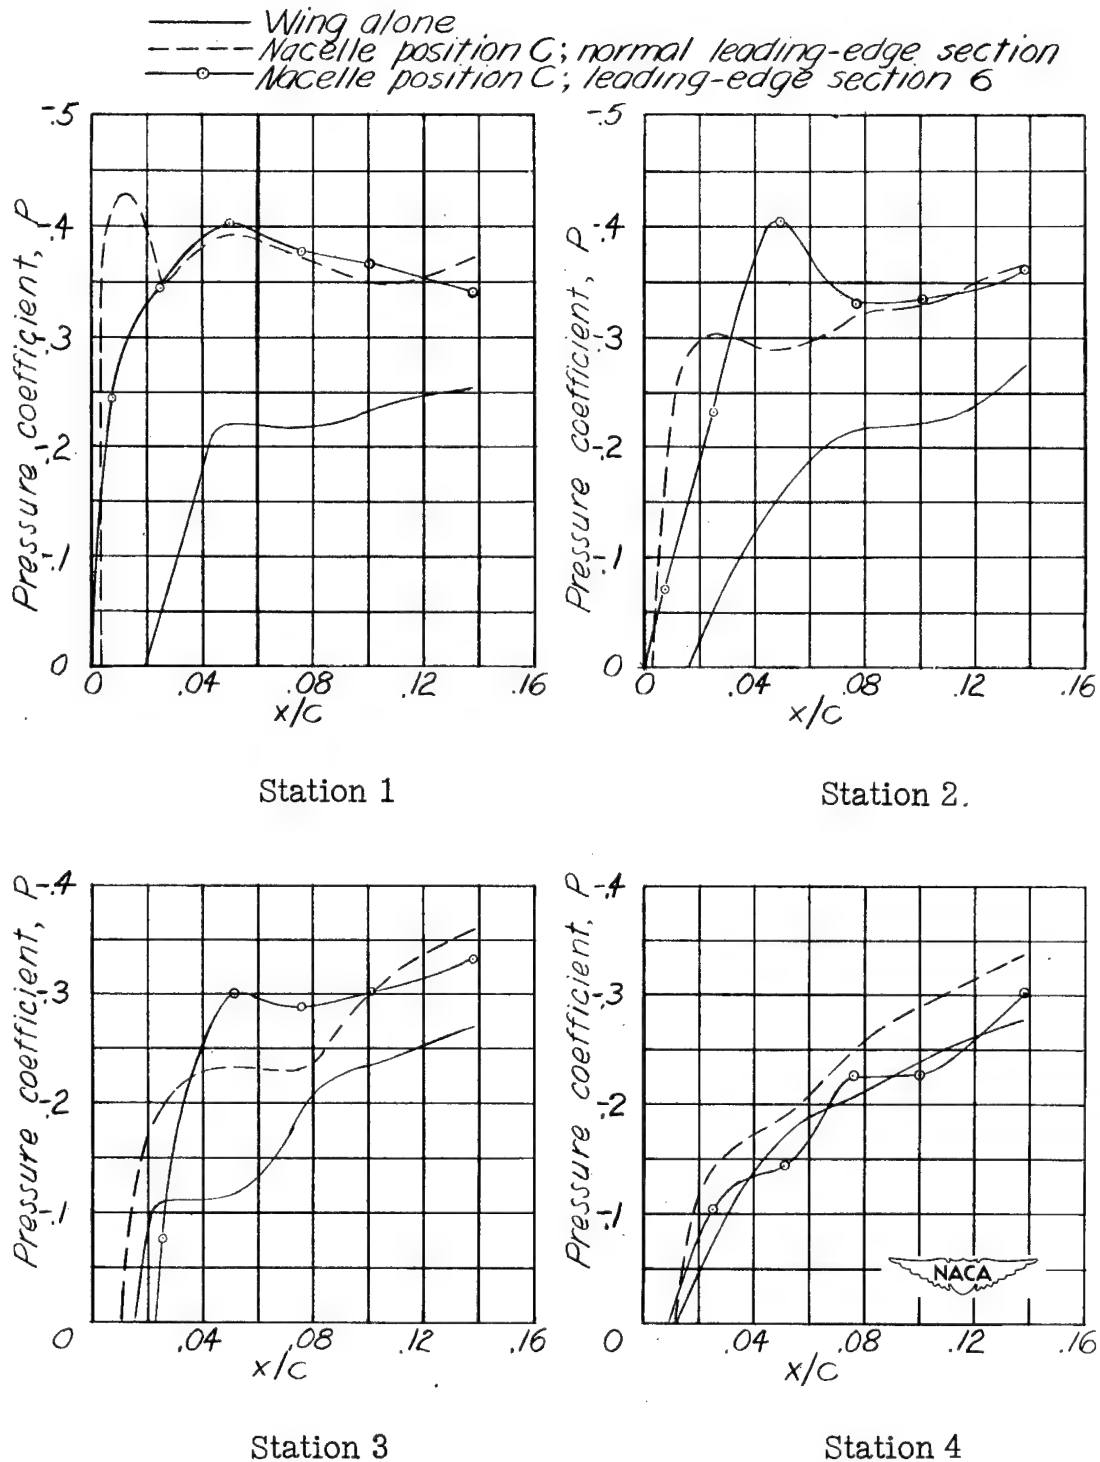 Wing alone
Nacelle position C; normal leading-edge section
Nacelle position C; leading-edge section 6
-.5
-.4
-.3
-.2
-.1
0
Pressure coefficient, P
0 .04 .08 .12 .16
x/c
Station 1
-.5
-.4
-.3
-.2
-.1
0
Pressure coefficient, P
0 .04 .08 .12 .16
x/c
Station 2.
-.4
-.3
-.2
-.1
0
Pressure coefficient, P
.04 .08 .12 .16
x/c
Station 3
-.4
-.3
-.2
-.1
0
Pressure coefficient, P
.04 .08 .12 .16
x/c
NACA
Station 4